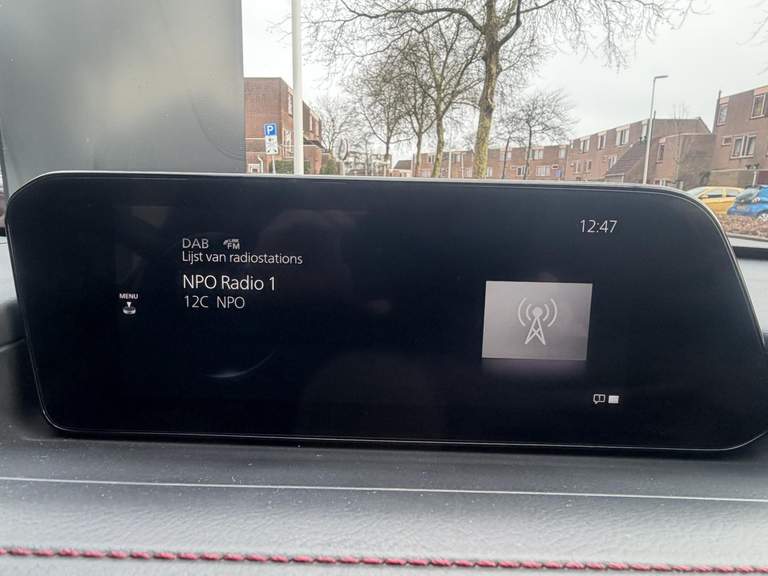 P
12:47
DAB FM
Lijst van radiostations
NPO Radio 1
12C NPO
MENU